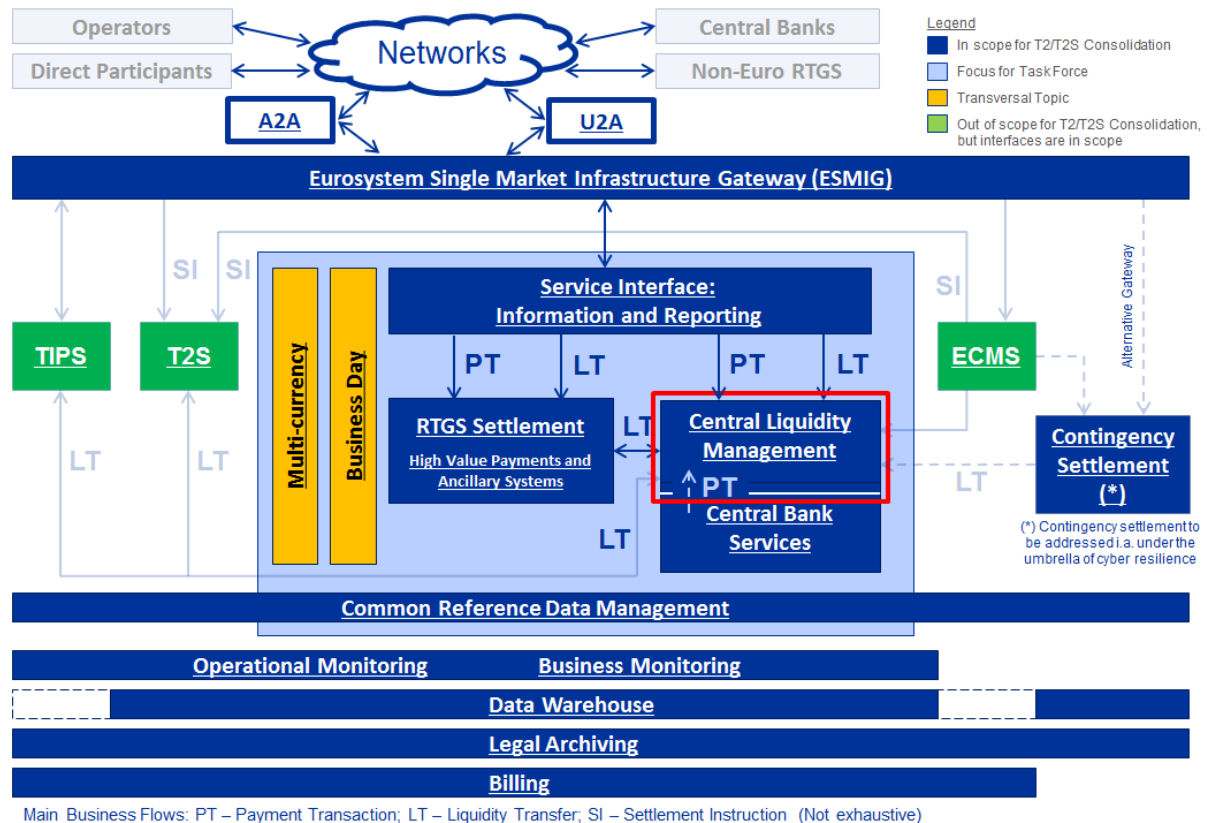 Operators
Networks
Central Banks
Direct Participants
Non-Euro RTGS
Legend
In scope for T2/T2S Consolidation
Focus for Task Force
Transversal Topic
Out of scope for T2/T2S Consolidation,
but interfaces are in scope
A2A
U2A
Eurosystem Single Market Infrastructure Gateway (ESMIG)
SI
SI
SI
Alternative Gateway
Service Interface:
Information and Reporting
TIPS
T2S
ECMS
Multi-currency
Business Day
PT
LT
PT
LT
RTGS Settlement
High Value Payments and
Ancillary Systems
LT
Central Liquidity
Management
PT
Central Bank
Services
LT
LT
LT
LT
Contingency
Settlement
(*)
(*) Contingency settlement to
be addressed i.a. under the
umbrella of cyber resilience
Common Reference Data Management
Operational Monitoring
Business Monitoring
Data Warehouse
Legal Archiving
Billing
Main Business Flows: PT – Payment Transaction; LT – Liquidity Transfer; SI – Settlement Instruction (Not exhaustive)